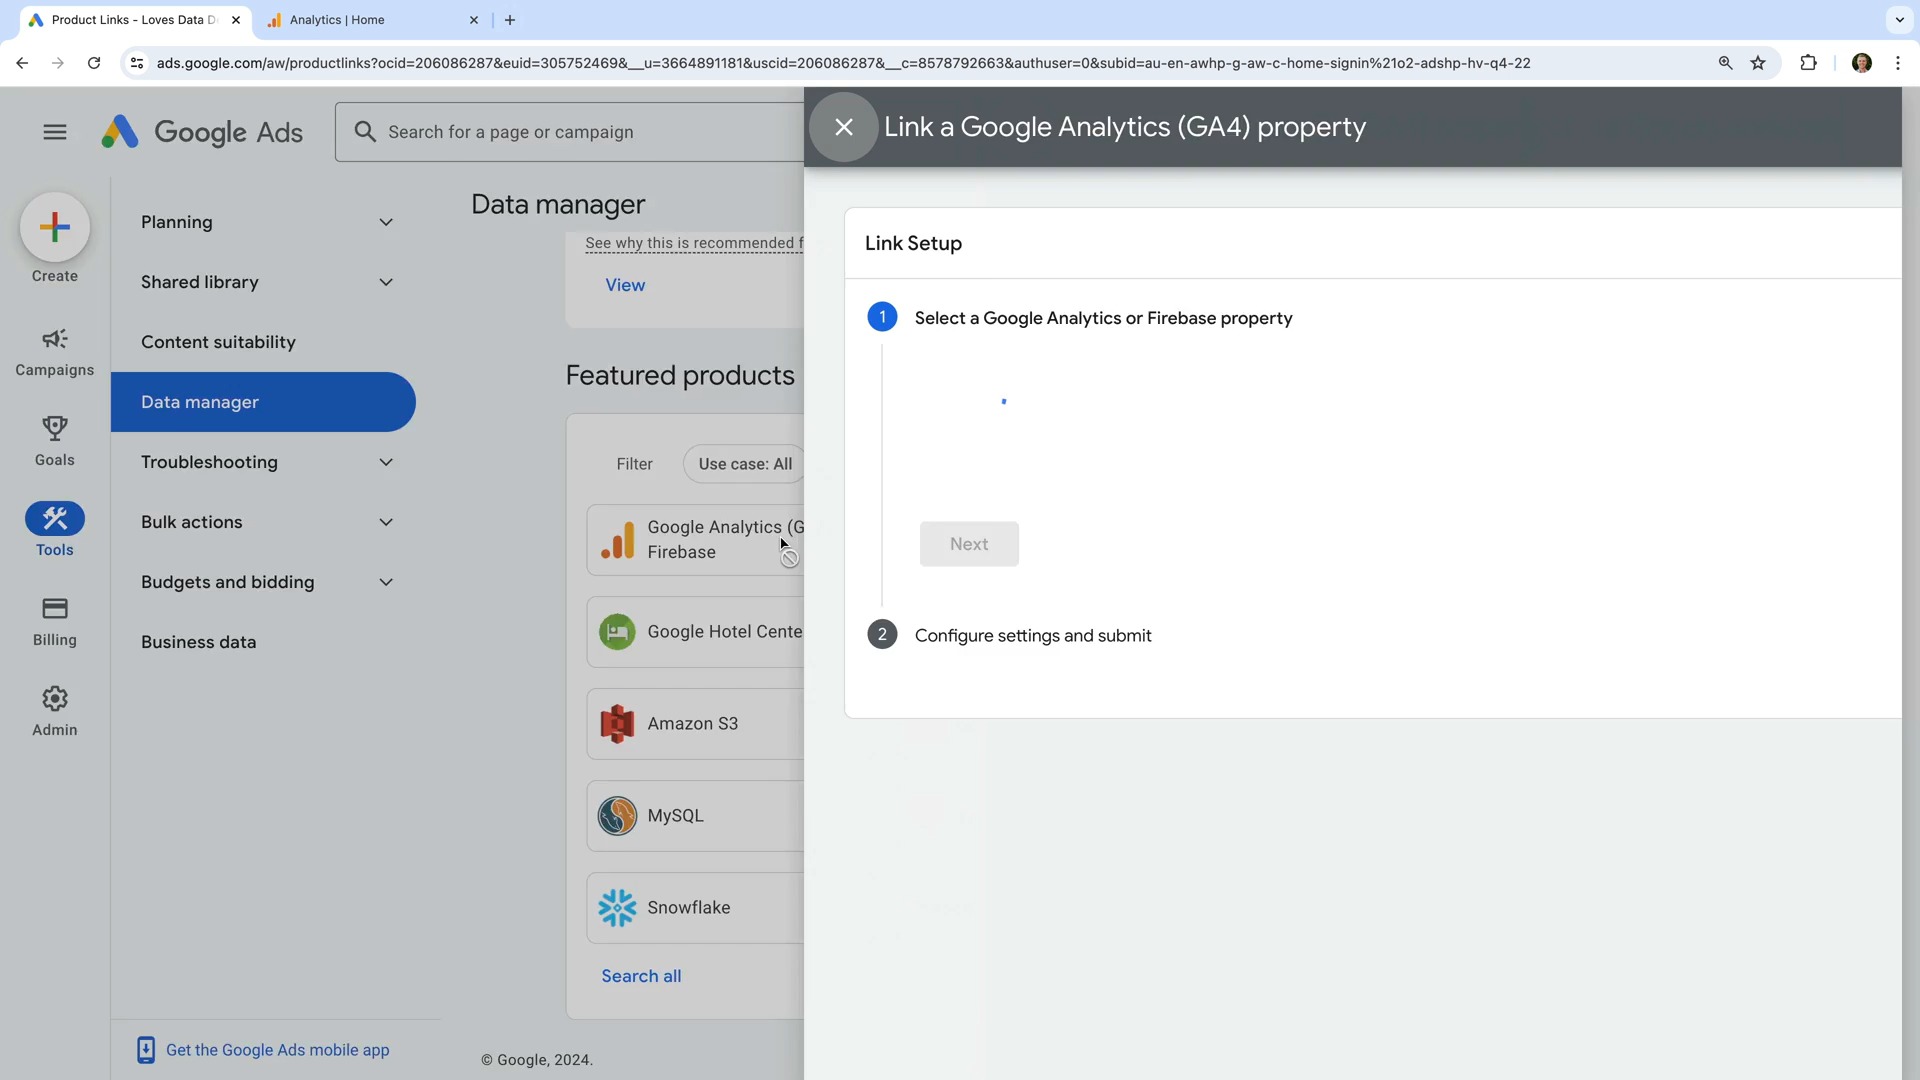 Product Links - Loves Data D
Analytics | Home
ads.google.com/aw/productlinks?ocid=206086287&euid=305752469&__u=3664891181&uscid=206086287&__c=8578792663&authuser=0&subid=au-en-awhp-g-aw-c-home-signin%21o2-adshp-hv-q4-22
Google Ads
Search for a page or campaign
Link a Google Analytics (GA4) property
Create
Campaigns
Goals
Tools
Billing
Admin
Planning
Shared library
Content suitability
Data manager
Troubleshooting
Bulk actions
Budgets and bidding
Business data
Get the Google Ads mobile app
Data manager
See why this is recommended f
View
Featured products
Filter
Use case: All
Google Analytics (G
Firebase
Google Hotel Cente
Amazon S3
MySQL
Snowflake
Search all
© Google, 2024.
Link Setup
1
Select a Google Analytics or Firebase property
Next
2
Configure settings and submit